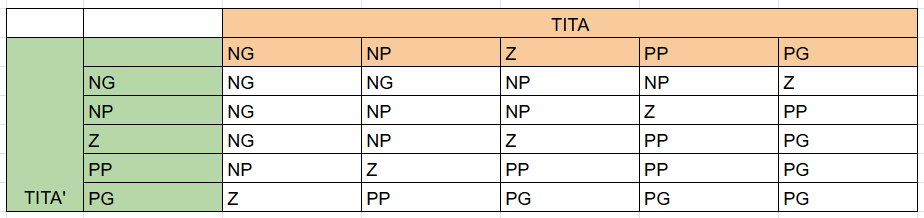 TITA
NG NP Z PP PG
NG NG NG NP NP Z
NP NG NP NP Z PP
Z NG NP Z PP PG
PP NP Z PP PP PG
TITA' PG Z PP PG PG PG